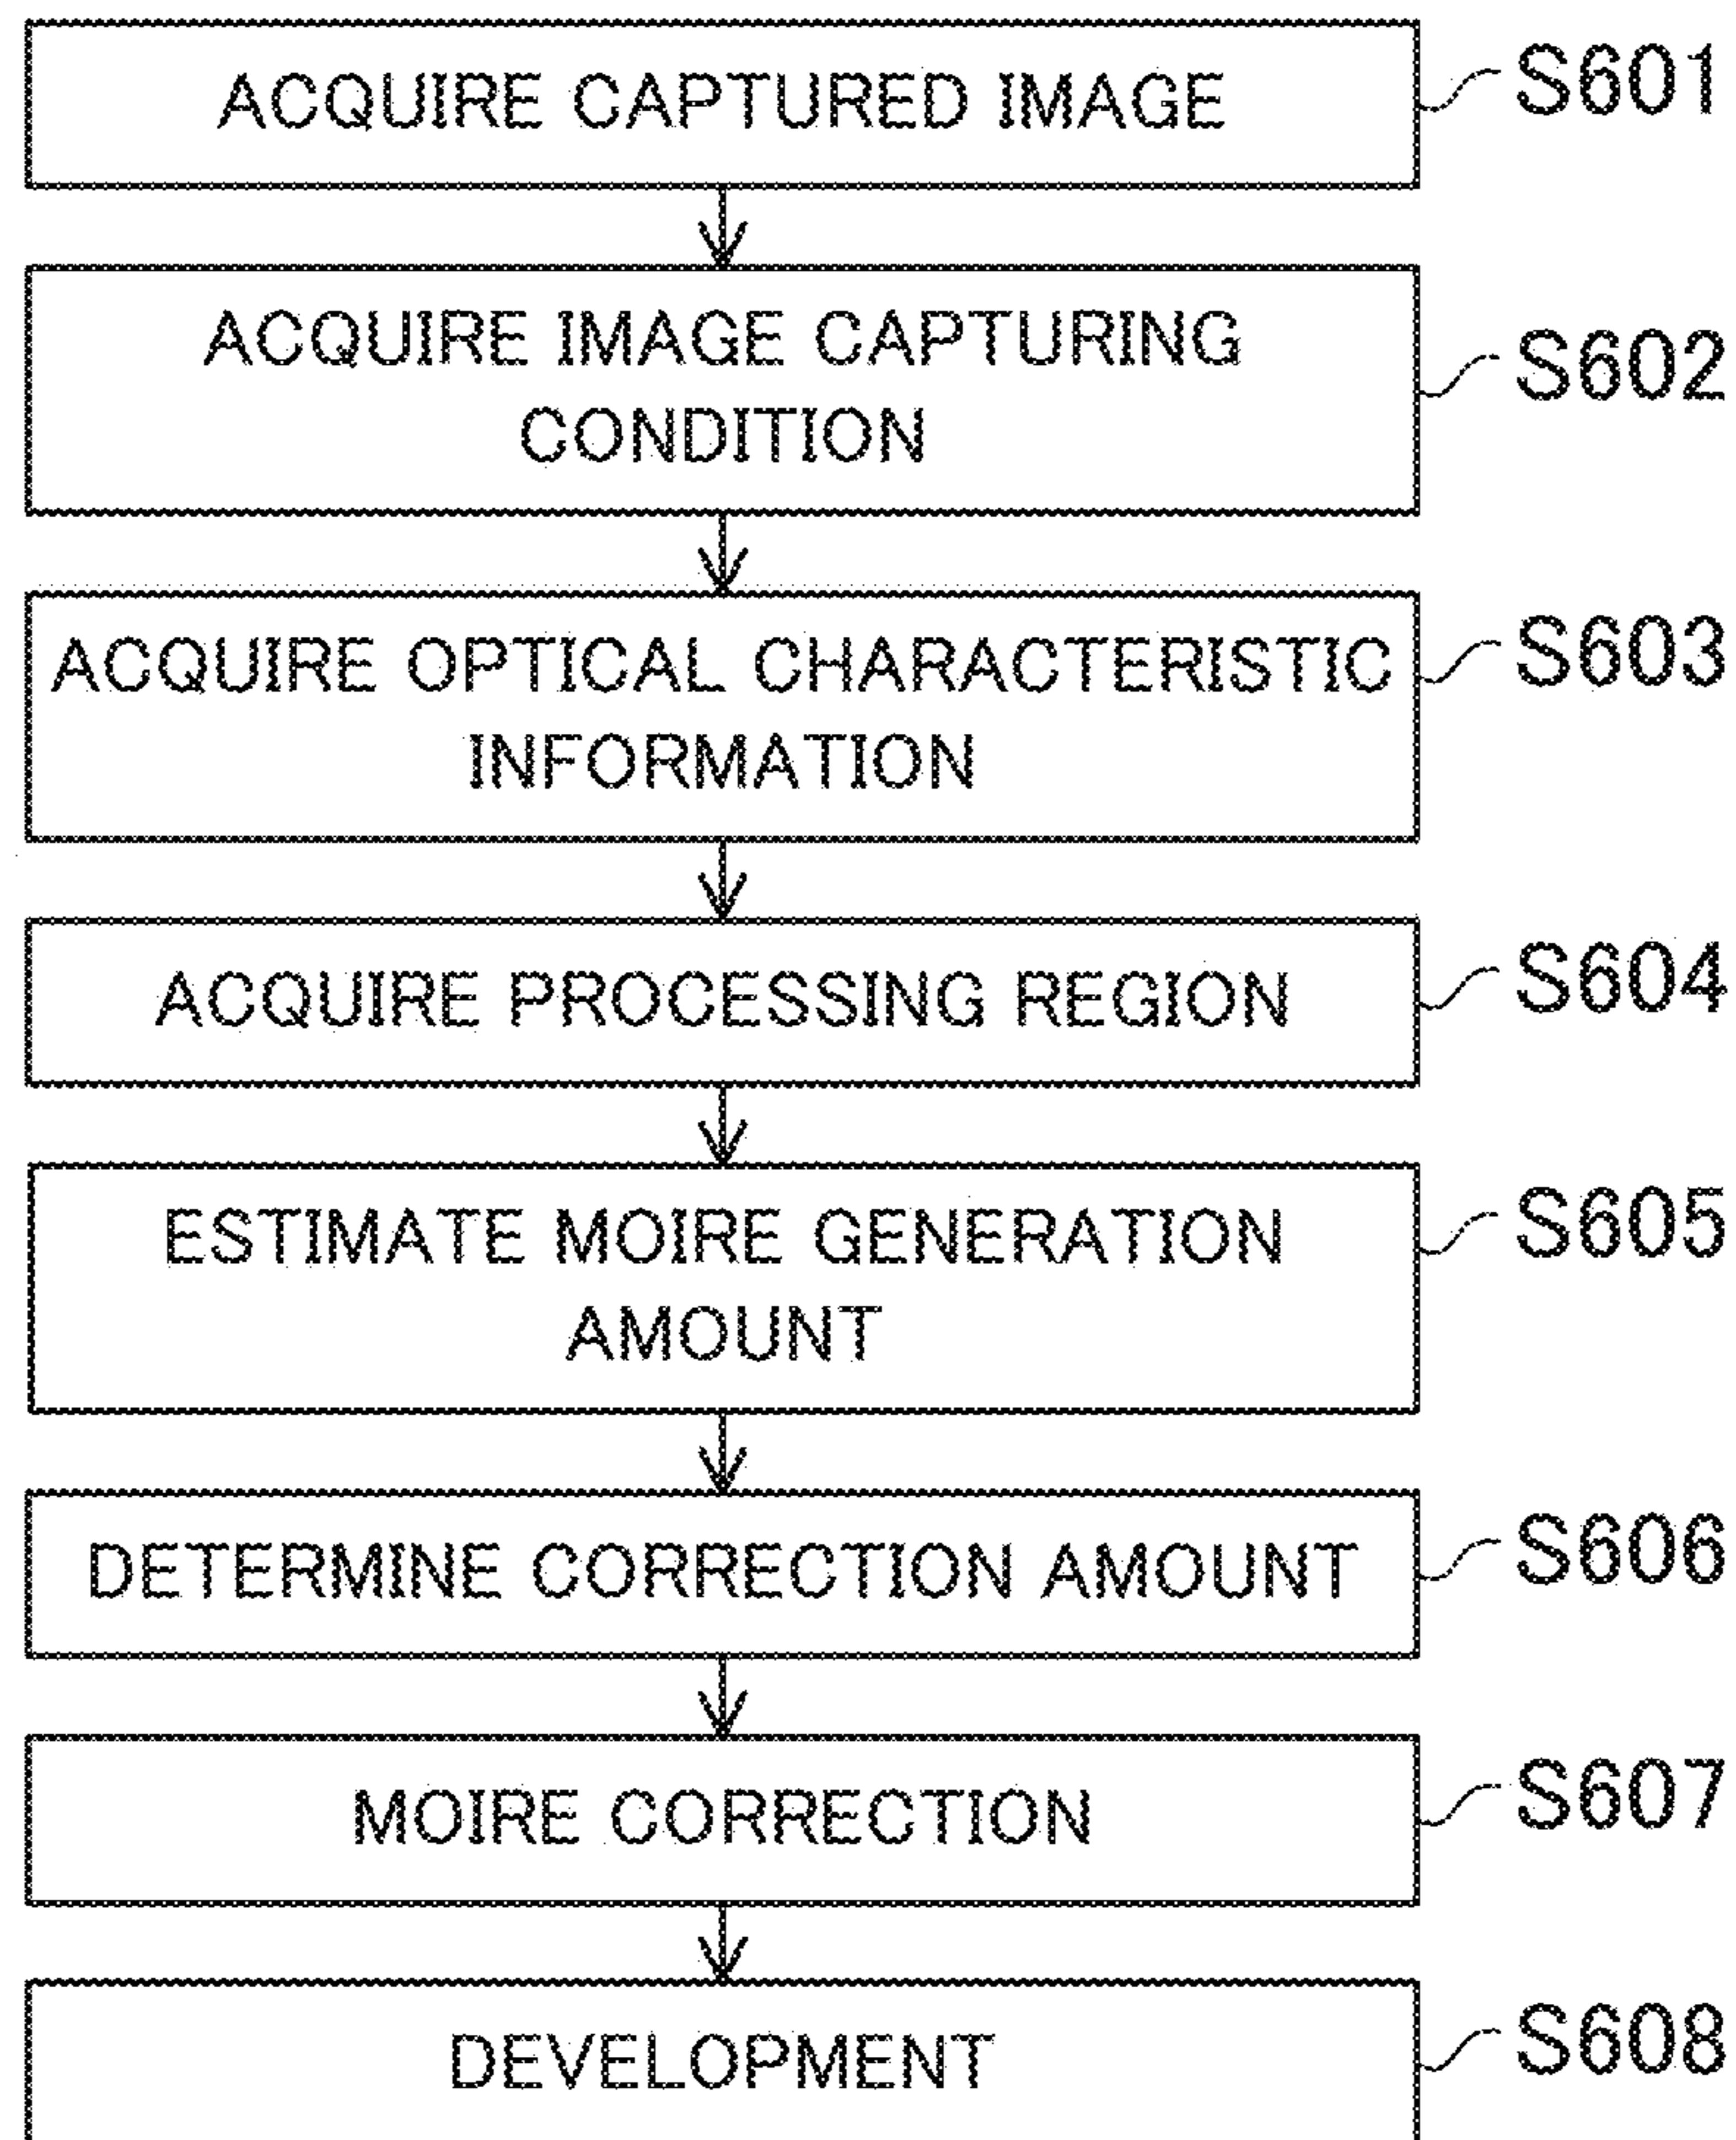 ACQUIRE CAPTURED IMAGE
S601
ACQUIRE IMAGE CAPTURING
CONDITION
S602
ACQUIRE OPTICAL CHARACTERISTIC
INFORMATION
S603
ACQUIRE PROCESSING REGION
S604
ESTIMATE MOIRE GENERATION
AMOUNT
S605
DETERMINE CORRECTION AMOUNT
S606
MOIRE CORRECTION
S607
DEVELOPMENT
S608